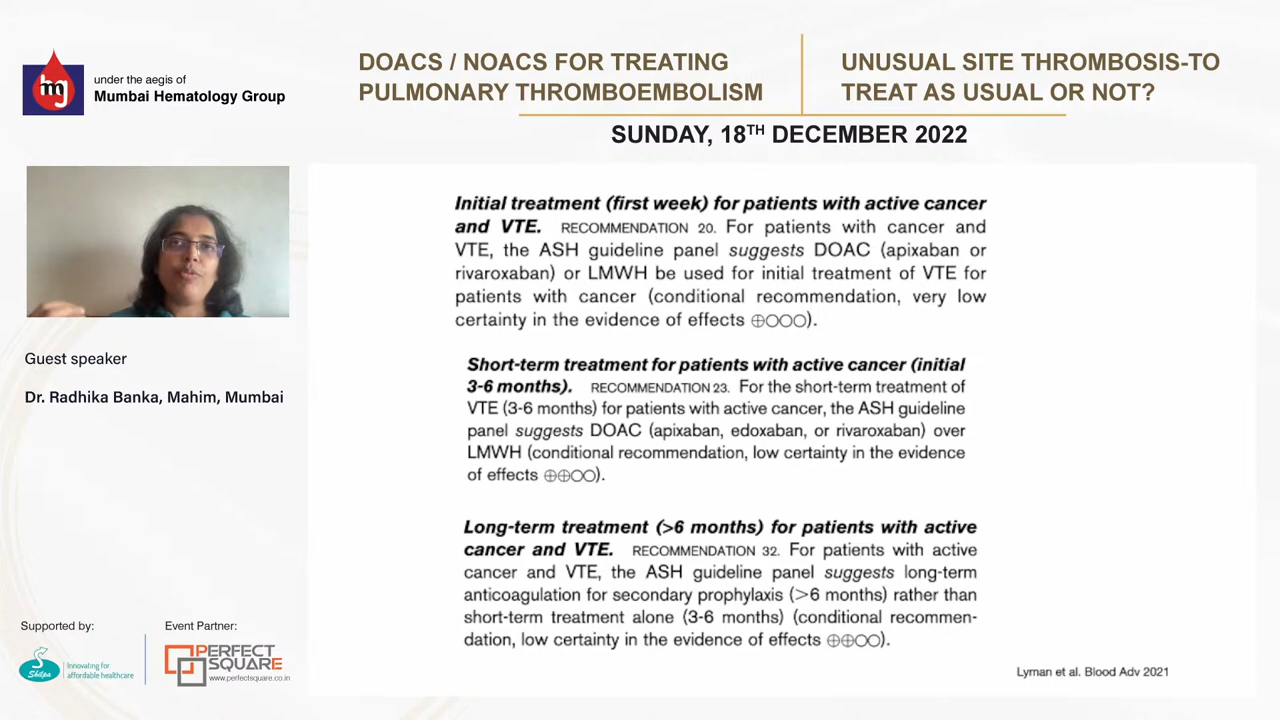 mg
under the aegis of
Mumbai Hematology Group
DOACS / NOACS FOR TREATING
PULMONARY THROMBOEMBOLISM
UNUSUAL SITE THROMBOSIS-TO
TREAT AS USUAL OR NOT?
SUNDAY, 18TH DECEMBER 2022
Guest speaker
Dr. Radhika Banka, Mahim, Mumbai
Supported by:
Shilpa
Innovating for
affordable healthcare
Event Partner:
PERFECT
SQUARE
www.perfectsquare.co.in
Initial treatment (first week) for patients with active cancer
and VTE. RECOMMENDATION 20. For patients with cancer and
VTE, the ASH guideline panel suggests DOAC (apixaban or
rivaroxaban) or LMWH be used for initial treatment of VTE for
patients with cancer (conditional recommendation, very low
certainty in the evidence of effects ⊕○○○).
Short-term treatment for patients with active cancer (initial
3-6 months). RECOMMENDATION 23. For the short-term treatment of
VTE (3-6 months) for patients with active cancer, the ASH guideline
panel suggests DOAC (apixaban, edoxaban, or rivaroxaban) over
LMWH (conditional recommendation, low certainty in the evidence
of effects ⊕⊕○○).
Long-term treatment (>6 months) for patients with active
cancer and VTE. RECOMMENDATION 32. For patients with active
cancer and VTE, the ASH guideline panel suggests long-term
anticoagulation for secondary prophylaxis (>6 months) rather than
short-term treatment alone (3-6 months) (conditional recommen-
dation, low certainty in the evidence of effects ⊕⊕○○).
Lyman et al. Blood Adv 2021